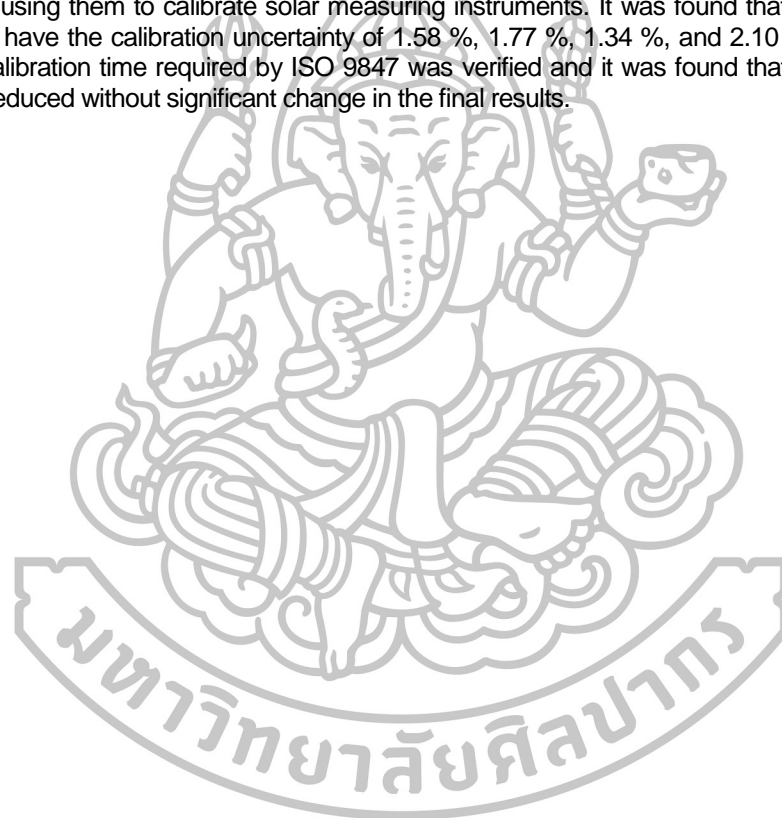 using them to calibrate solar measuring instruments. It was found that
have the calibration uncertainty of 1.58 %, 1.77 %, 1.34 %, and 2.10
alibration time required by ISO 9847 was verified and it was found that
educed without significant change in the final results.
มหาวิทยาลัยศิลปากร